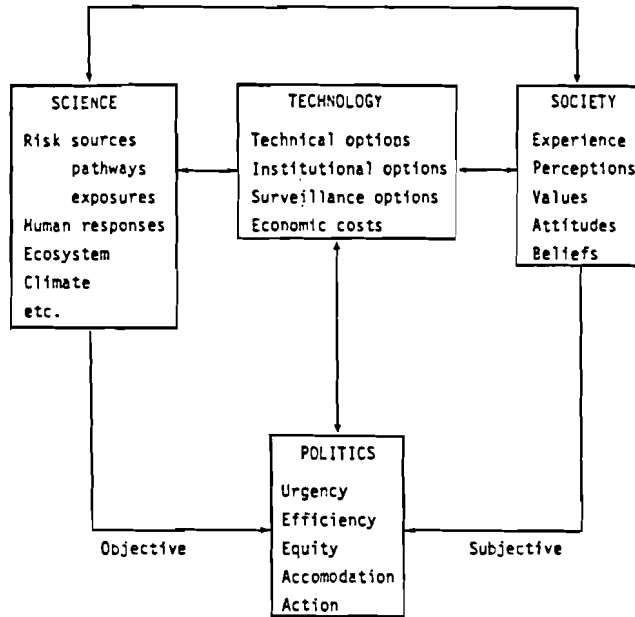 SCIENCE
Risk sources
pathways
exposures
Human responses
Ecosystem
Climate
etc.
TECHNOLOGY
Technical options
Institutional options
Surveillance options
Economic costs
SOCIETY
Experience
Perceptions
Values
Attitudes
Beliefs
POLITICS
Urgency
Efficiency
Equity
Accomodation
Action
Objective
Subjective